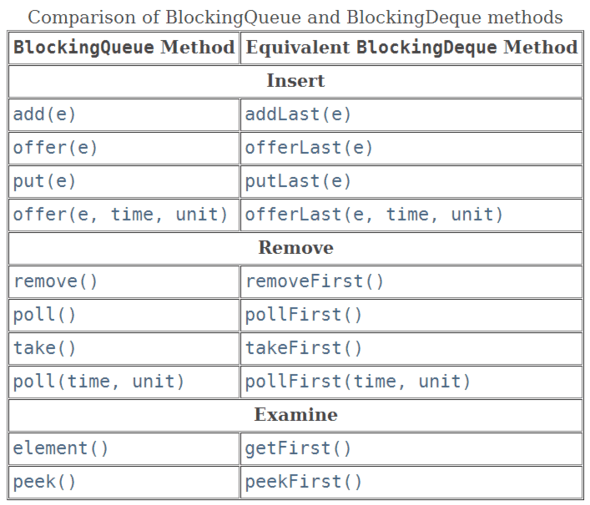 Comparison of BlockingQueue and BlockingDeque methods
BlockingQueue Method Equivalent BlockingDeque Method
Insert
add(e) addLast(e)
offer(e) offerLast(e)
put(e) putLast(e)
offer(e, time, unit) offerLast(e, time, unit)
Remove
remove() removeFirst()
poll() pollFirst()
take() takeFirst()
poll(time, unit) pollFirst(time, unit)
Examine
element() getFirst()
peek() peekFirst()